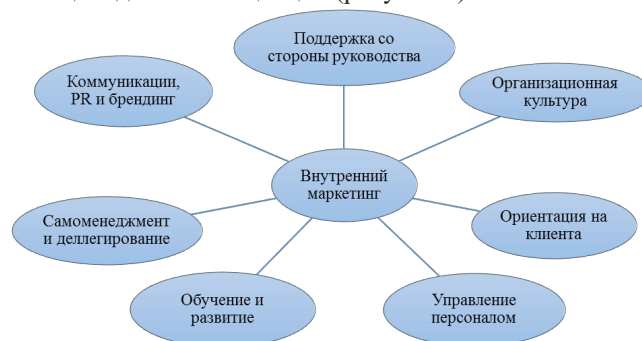 Поддержка со
стороны руководства
Коммуникации,
PR и брендинг
Организационная
культура
Внутренний
маркетинг
Самоменеджмент
и деллегирование
Ориентация на
клиента
Обучение и
развитие
Управление
персоналом